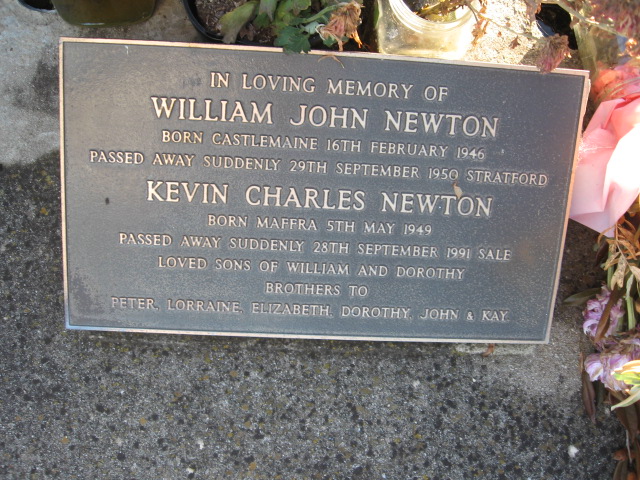 IN LOVING MEMORY OF
WILLIAM JOHN NEWTON
BORN CASTLEMAINE 16TH FEBRUARY 1946
PASSED AWAY SUDDENLY 29TH SEPTEMBER 1950 STRATFORD
KEVIN CHARLES NEWTON
BORN MAFFRA 5TH MAY 1949
PASSED AWAY SUDDENLY 28TH SEPTEMBER 1991 SALE
LOVED SONS OF WILLIAM AND DOROTHY
BROTHERS TO
PETER, LORRAINE, ELIZABETH, DOROTHY, JOHN & KAY